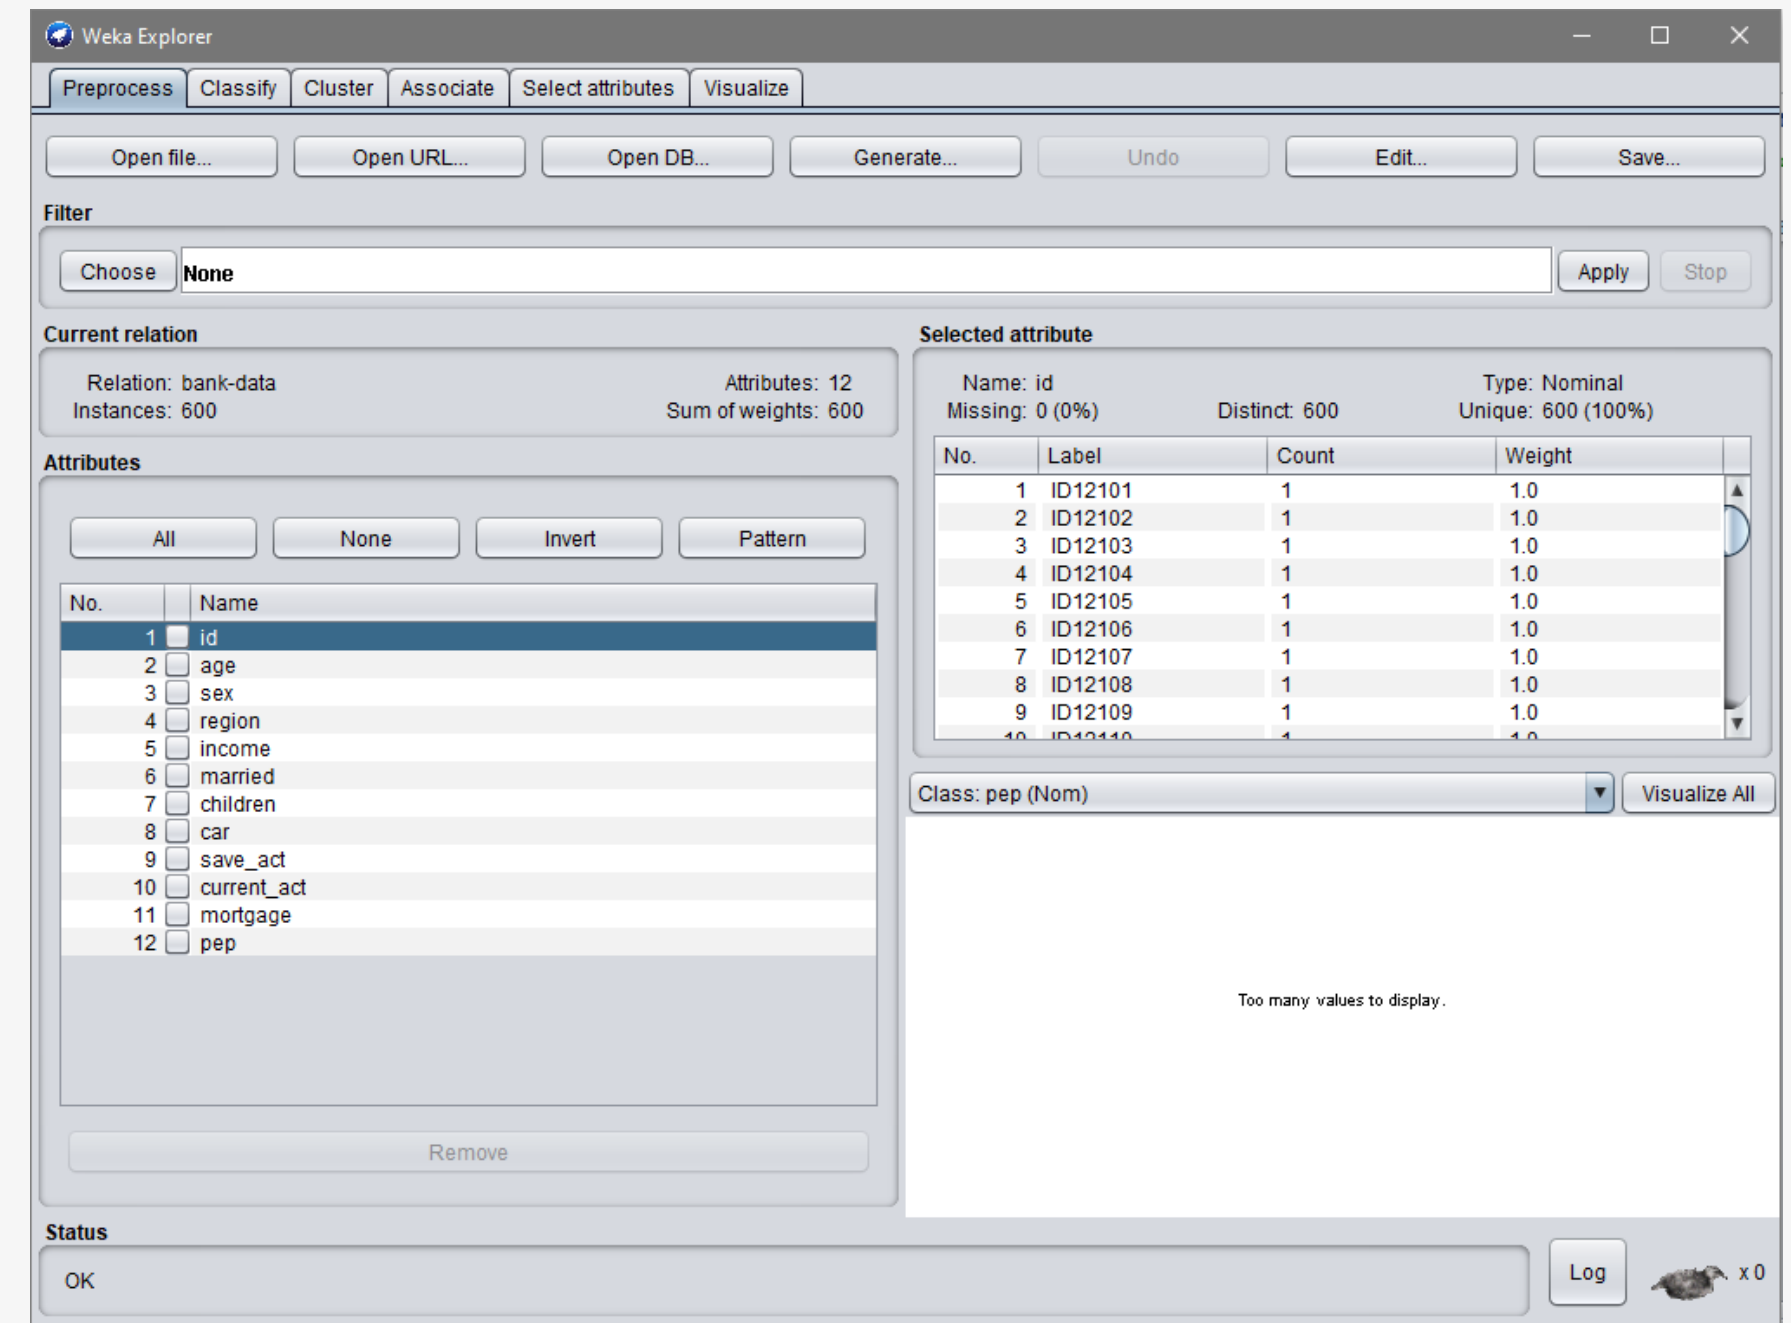 Weka Explorer
Preprocess Classify Cluster Associate Select attributes Visualize
Open file... Open URL... Open DB... Generate... Undo Edit... Save...
Filter
Choose None Apply Stop
Current relation
Relation: bank-data Attributes: 12
Instances: 600 Sum of weights: 600
Attributes
All None Invert Pattern
No. Name
1 id
2 age
3 sex
4 region
5 income
6 married
7 children
8 car
9 save_act
10 current_act
11 mortgage
12 pep
Remove
Selected attribute
Name: id Type: Nominal
Missing: 0 (0%) Distinct: 600 Unique: 600 (100%)
No. Label Count Weight
1 ID12101 1 1.0
2 ID12102 1 1.0
3 ID12103 1 1.0
4 ID12104 1 1.0
5 ID12105 1 1.0
6 ID12106 1 1.0
7 ID12107 1 1.0
8 ID12108 1 1.0
9 ID12109 1 1.0
10 ID12110 1 1.0
Class: pep (Nom) Visualize All
Too many values to display.
Status
OK
Log x 0